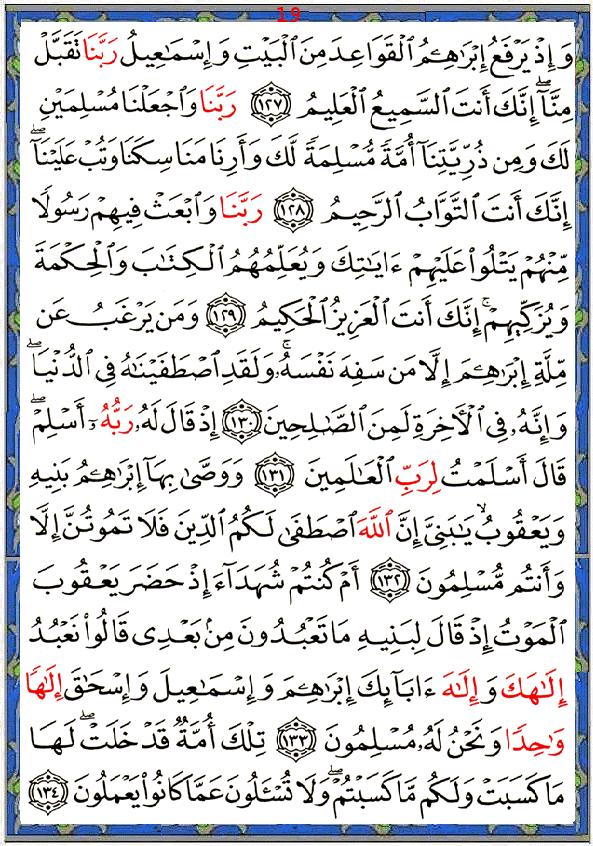 19
وَإِذْ يَرْفَعُ إِبْرَٰهِـۧمُ ٱلْقَوَاعِدَ مِنَ ٱلْبَيْتِ وَإِسْمَـٰعِيلُ رَبَّنَا تَقَبَّلْ
مِنَّآ ۖ إِنَّكَ أَنتَ ٱلسَّمِيعُ ٱلْعَلِيمُ ﴿١٢٧﴾ رَبَّنَا وَٱجْعَلْنَا مُسْلِمَيْنِ
لَكَ وَمِن ذُرِّيَّتِنَآ أُمَّةً مُّسْلِمَةً لَّكَ وَأَرِنَا مَنَاسِكَنَا وَتُبْ عَلَيْنَآ ۖ
إِنَّكَ أَنتَ ٱلتَّوَّابُ ٱلرَّحِيمُ ﴿١٢٨﴾ رَبَّنَا وَٱبْعَثْ فِيهِمْ رَسُولًا
مِّنْهُمْ يَتْلُوا۟ عَلَيْهِمْ ءَايَـٰتِكَ وَيُعَلِّمُهُمُ ٱلْكِتَـٰبَ وَٱلْحِكْمَةَ
وَيُزَكِّيهِمْ ۚ إِنَّكَ أَنتَ ٱلْعَزِيزُ ٱلْحَكِيمُ ﴿١٢٩﴾ وَمَن يَرْغَبُ عَن
مِّلَّةِ إِبْرَٰهِـۧمَ إِلَّا مَن سَفِهَ نَفْسَهُۥ ۚ وَلَقَدِ ٱصْطَفَيْنَـٰهُ فِى ٱلدُّنْيَا ۖ
وَإِنَّهُۥ فِى ٱلْـَٔاخِرَةِ لَمِنَ ٱلصَّـٰلِحِينَ ﴿١٣٠﴾ إِذْ قَالَ لَهُۥ رَبُّهُۥٓ أَسْلِمْ ۖ
قَالَ أَسْلَمْتُ لِرَبِّ ٱلْعَـٰلَمِينَ ﴿١٣١﴾ وَوَصَّىٰ بِهَآ إِبْرَٰهِـۧمُ بَنِيهِ
وَيَعْقُوبُ يَـٰبَنِىَّ إِنَّ ٱللَّهَ ٱصْطَفَىٰ لَكُمُ ٱلدِّينَ فَلَا تَمُوتُنَّ إِلَّا
وَأَنتُم مُّسْلِمُونَ ﴿١٣٢﴾ أَمْ كُنتُمْ شُهَدَآءَ إِذْ حَضَرَ يَعْقُوبَ
ٱلْمَوْتُ إِذْ قَالَ لِبَنِيهِ مَا تَعْبُدُونَ مِنۢ بَعْدِى قَالُوا۟ نَعْبُدُ
إِلَـٰهَكَ وَإِلَـٰهَ ءَابَآئِكَ إِبْرَٰهِـۧمَ وَإِسْمَـٰعِيلَ وَإِسْحَـٰقَ إِلَـٰهًا
وَٰحِدًا وَنَحْنُ لَهُۥ مُسْلِمُونَ ﴿١٣٣﴾ تِلْكَ أُمَّةٌ قَدْ خَلَتْ ۖ لَهَا
مَا كَسَبَتْ وَلَكُم مَّا كَسَبْتُمْ ۖ وَلَا تُسْـَٔلُونَ عَمَّا كَانُوا۟ يَعْمَلُونَ ﴿١٣٤﴾